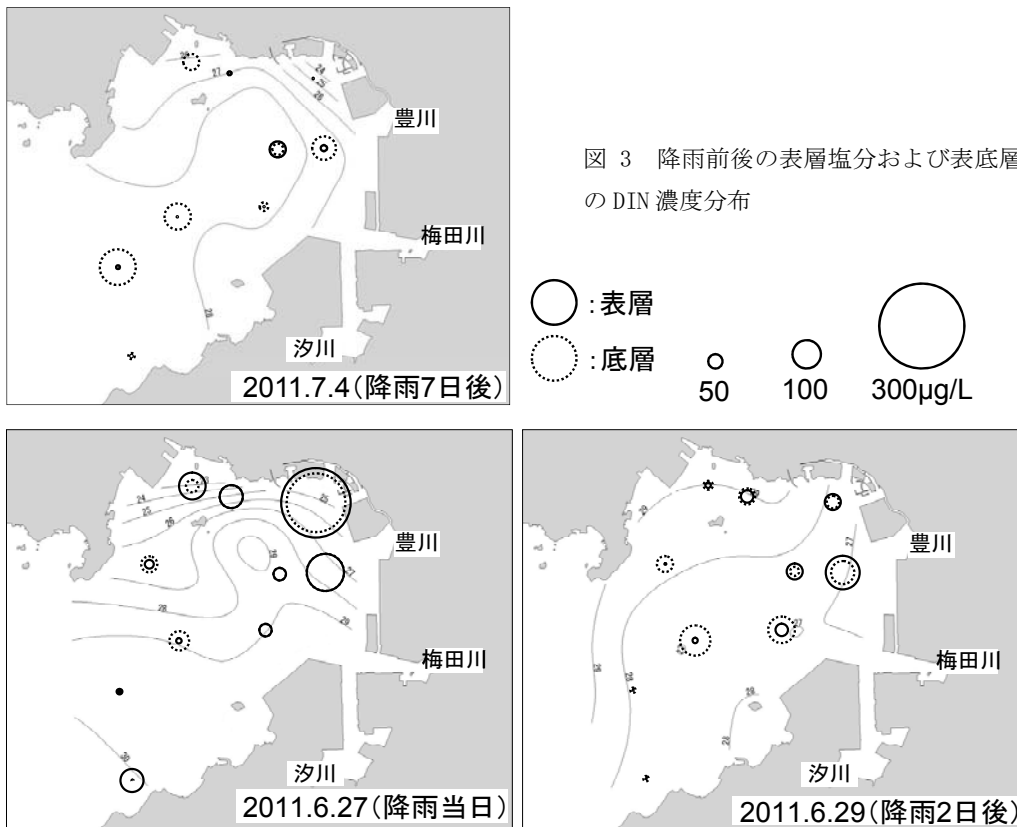 豊川
梅田川
汐川
2011.7.4(降雨7日後)
図 3 降雨前後の表層塩分および表底層
の DIN 濃度分布
:表層
:底層
50
100
300µg/L
豊川
梅田川
汐川
2011.6.27(降雨当日)
豊川
梅田川
汐川
2011.6.29(降雨2日後)